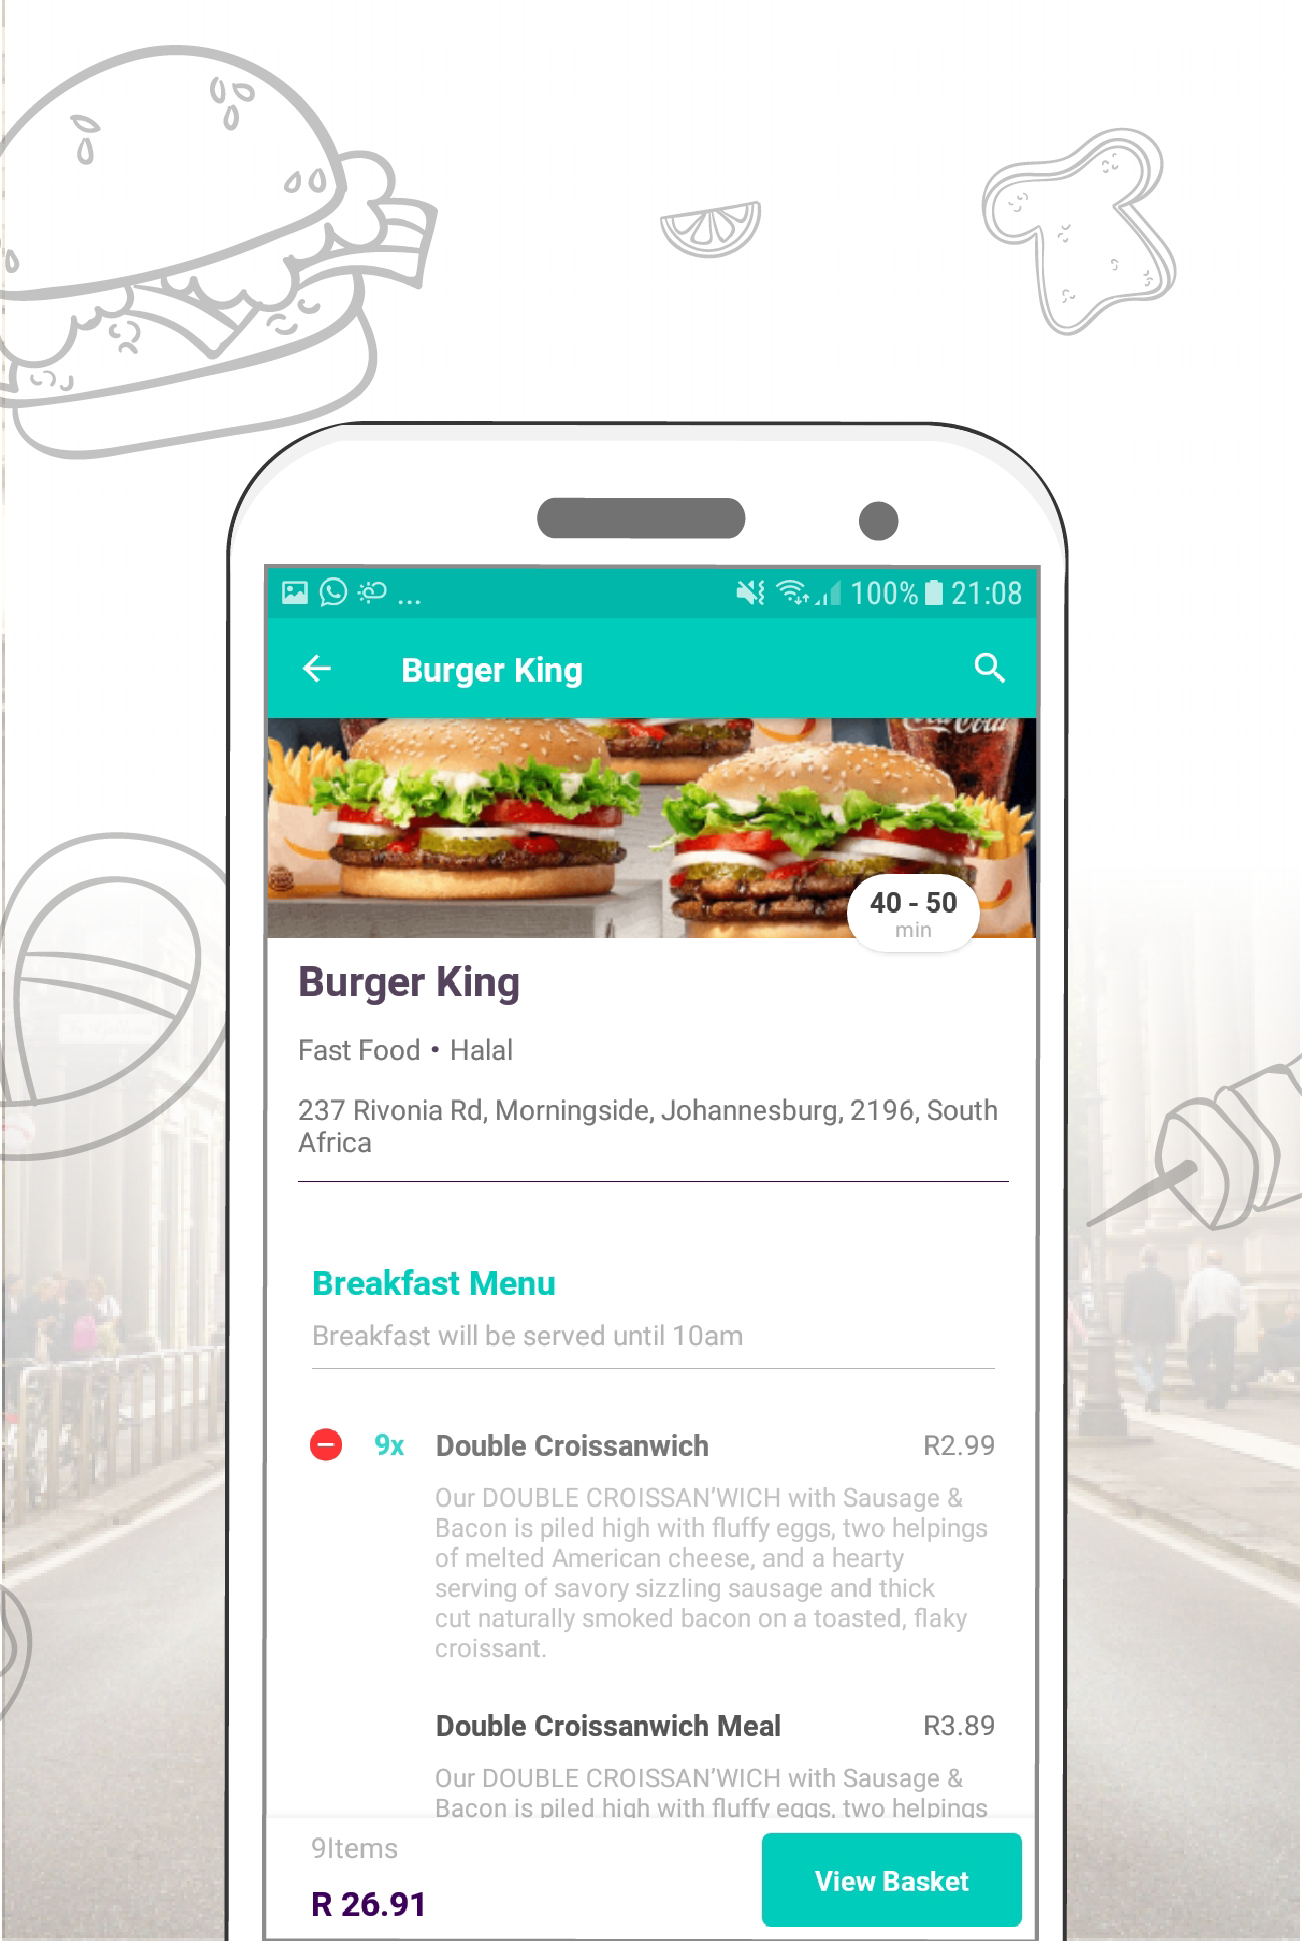 ... 100% 21:08
Burger King
Coca Cola
40 - 50
min
Burger King
Fast Food • Halal
237 Rivonia Rd, Morningside, Johannesburg, 2196, South
Africa
Breakfast Menu
Breakfast will be served until 10am
9x Double Croissanwich R2.99
Our DOUBLE CROISSAN’WICH with Sausage &
Bacon is piled high with fluffy eggs, two helpings
of melted American cheese, and a hearty
serving of savory sizzling sausage and thick
cut naturally smoked bacon on a toasted, flaky
croissant.
Double Croissanwich Meal R3.89
Our DOUBLE CROISSAN’WICH with Sausage &
Bacon is piled high with fluffy eggs, two helpings
9Items
R 26.91
View Basket